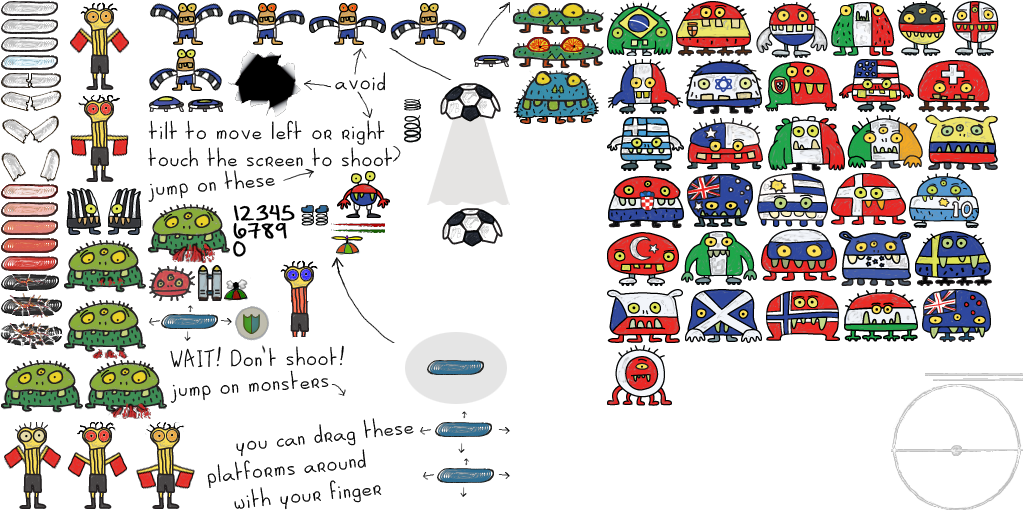 avoid
tilt to move left or right
touch the screen to shoot)
jump on these
12345
6789
0
10
WAIT! Don't shoot!
jump on monsters
you can drag these
platforms around
with your finger